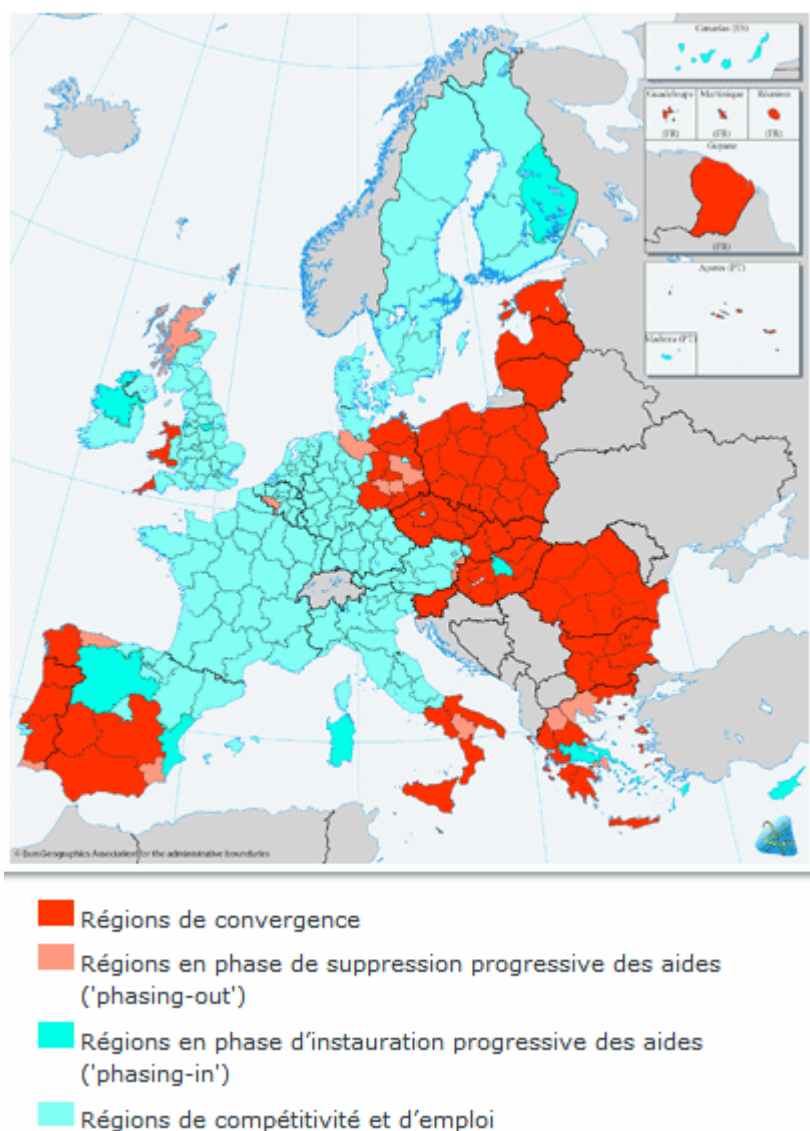 Canarias (ES)
Guadeloupe Martinique Réunion
(FR) (FR) (FR)
Guyane
(FR)
Açores (PT)
Madeira (PT)
© EuroGeographics Association for the administrative boundaries
Régions de convergence
Régions en phase de suppression progressive des aides
('phasing-out')
Régions en phase d’instauration progressive des aides
('phasing-in')
Régions de compétitivité et d’emploi